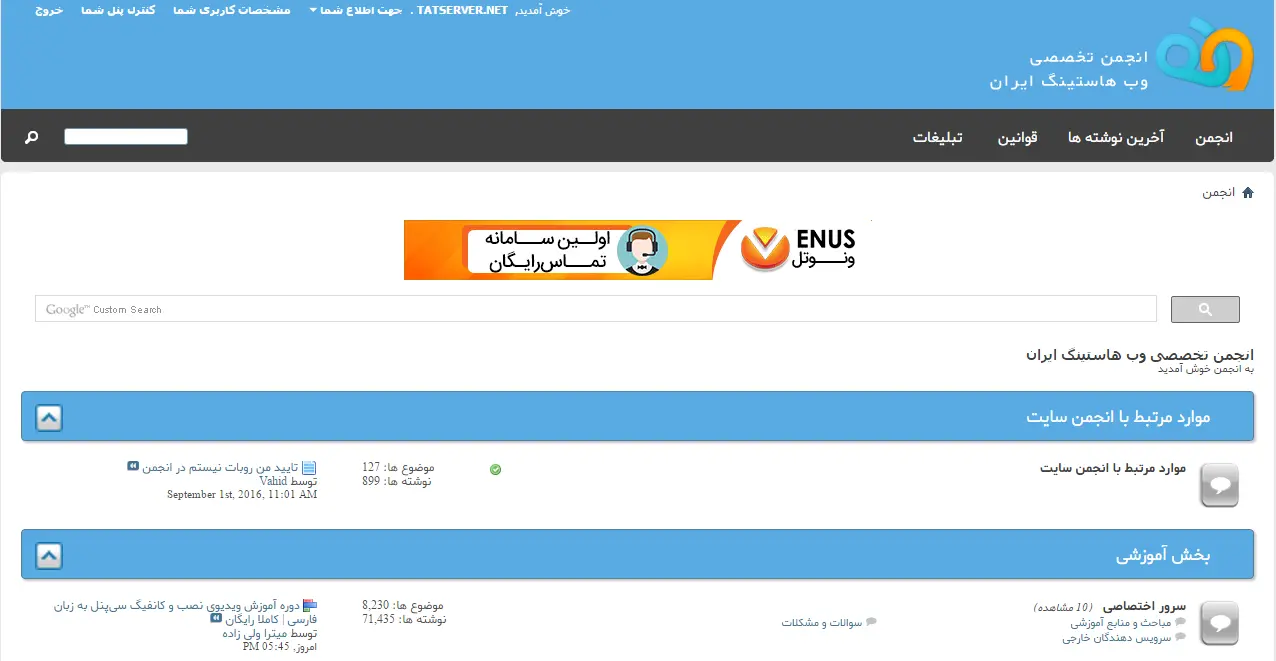 خوش آمدید, TATSERVER.NET . جهت اطلاع شما مشخصات کاربری شما کنترل پنل شما خروج
انجمن تخصصی
وب هاستینگ ایران
انجمن آخرین نوشته ها قوانین تبلیغات
انجمن
ENUS
ونــوتل
اولــین ســـامانه
تمــاس‌رایــگان
Google™ Custom Search
انجمن تخصصی وب هاستینگ ایران
به انجمن خوش آمدید
موارد مرتبط با انجمن سایت
موارد مرتبط با انجمن سایت
موضوع ها: 127
نوشته ها: 899
تایید من روبات نیستم در انجمن
توسط Vahid
September 1st, 2016, 11:01 AM
بخش آموزشی
سرور اختصاصی (10 مشاهده)
مباحث و منابع آموزشی
سوالات و مشکلات
سرویس دهندگان خارجی
موضوع ها: 8,230
نوشته ها: 71,435
دوره آموزش ویدیوی نصب و کانفیگ سی‌پنل به زبان
فارسی | کاملا رایگان
توسط میترا ولی زاده
امروز, 05:45 PM